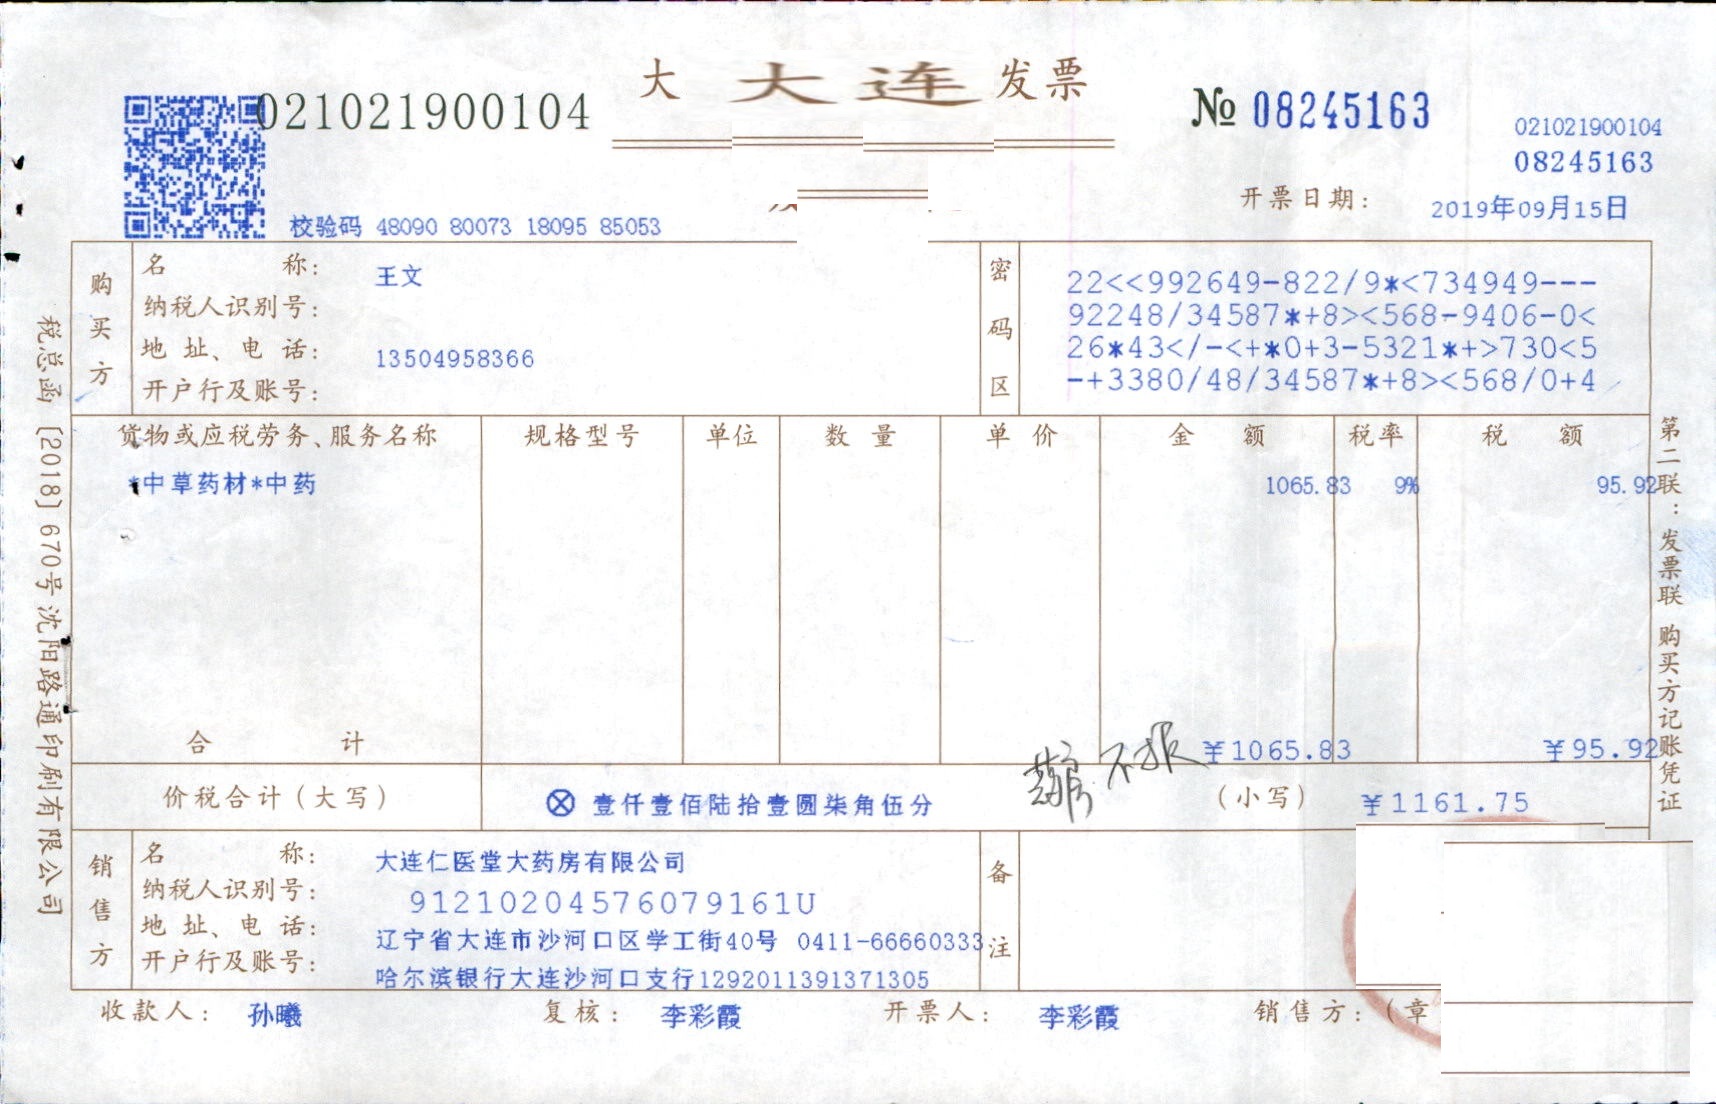 大 大 连 发票
021021900104
№ 08245163
021021900104
08245163
校验码 48090 80073 18095 85053
开票日期: 2019年09月15日
购买方
名称: 王文
纳税人识别号:
地址、电话: 13504958366
开户行及账号:
密码区
22<<992649-822/9*<734949---
92248/34587*+8><568-9406-0<
26*43</-<+*0+3-5321*+>730<5
-+3380/48/34587*+8><568/0+4
货物或应税劳务、服务名称 规格型号 单位 数量 单价 金额 税率 税额
*中草药材*中药 1065.83 9% 95.92
合计 ¥1065.83 ¥95.92
不报
价税合计(大写) ⊗ 壹仟壹佰陆拾壹圆柒角伍分 (小写) ¥1161.75
销售方
名称: 大连仁医堂大药房有限公司
纳税人识别号: 91210204576079161U
地址、电话: 辽宁省大连市沙河口区学工街40号 0411-66660333
开户行及账号: 哈尔滨银行大连沙河口支行1292011391371305
备注
收款人: 孙曦 复核: 李彩霞 开票人: 李彩霞 销售方:(章
税总函〔2018〕670号沈阳路通印刷有限公司
第二联:发票联 购买方记账凭证